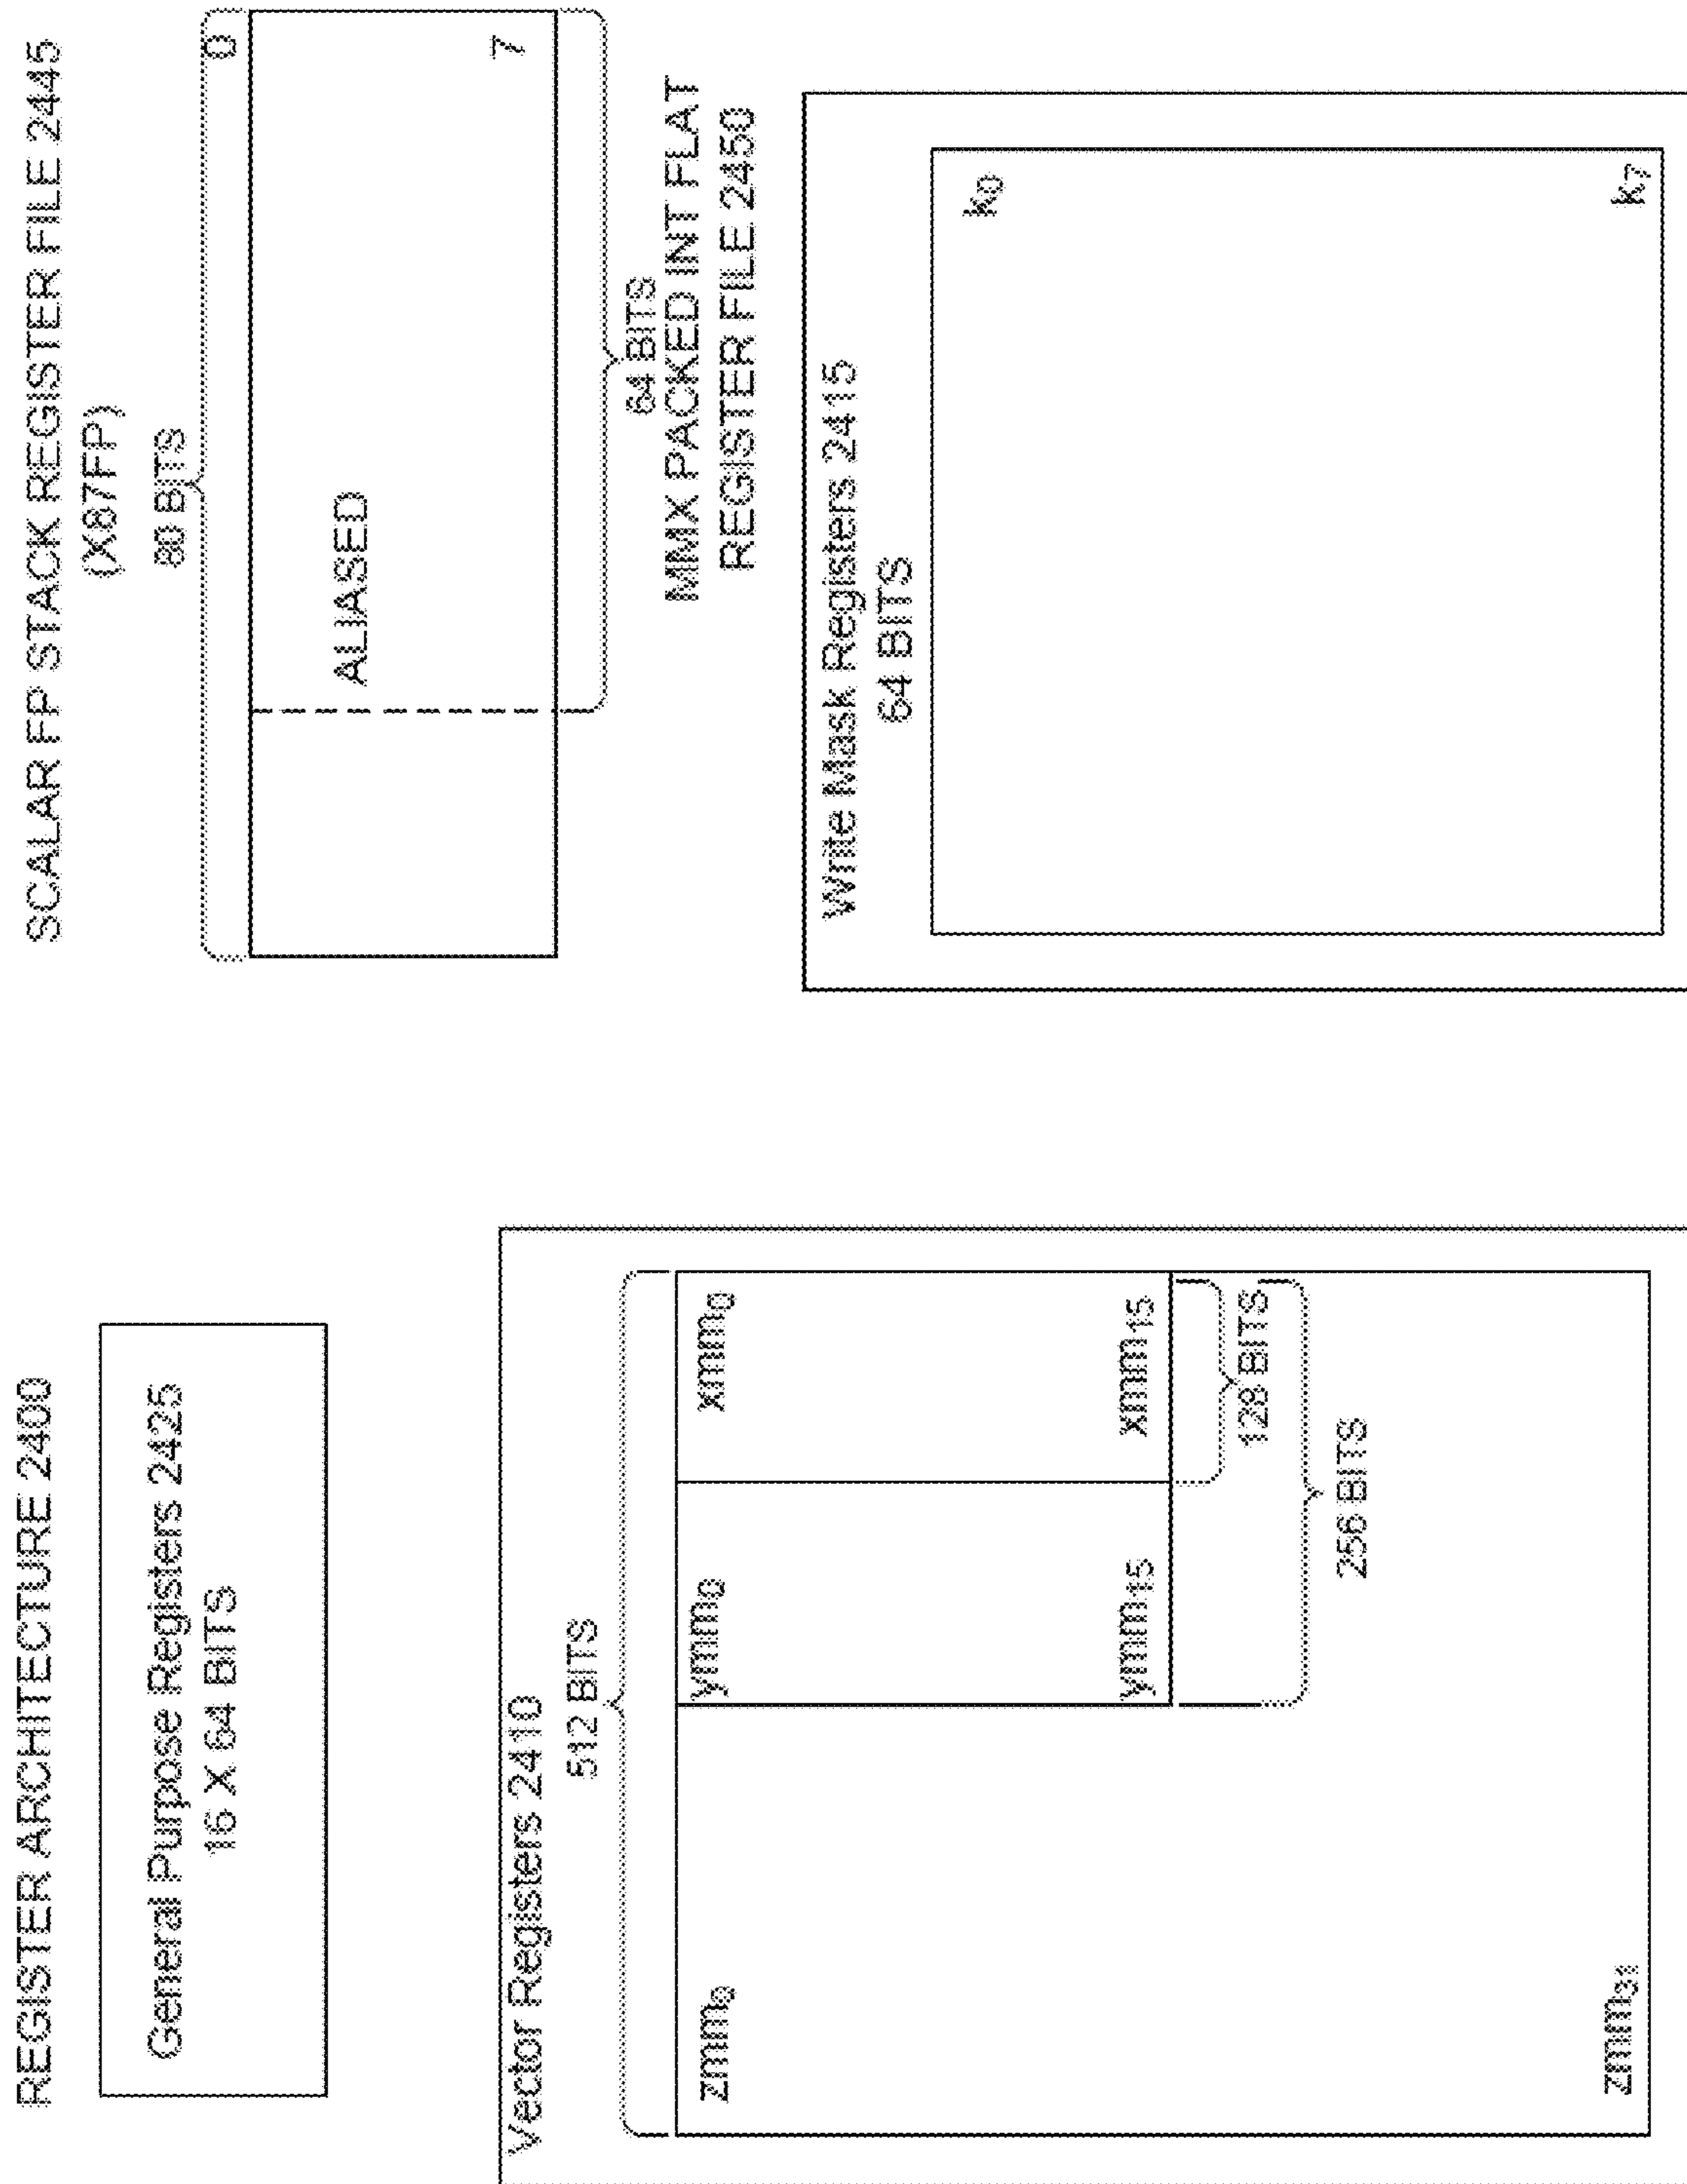 REGISTER ARCHITECTURE 2400
General Purpose Registers 2425
16 X 64 BITS
Vector Registers 2410
512 BITS
zmm0
ymm0
xmm0
ymm15
xmm15
128 BITS
256 BITS
zmm31
SCALAR FP STACK REGISTER FILE 2445
(X87FP)
80 BITS
0
ALIASED
7
64 BITS
MMX PACKED INT FLAT
REGISTER FILE 2450
Write Mask Registers 2415
64 BITS
k0
k7